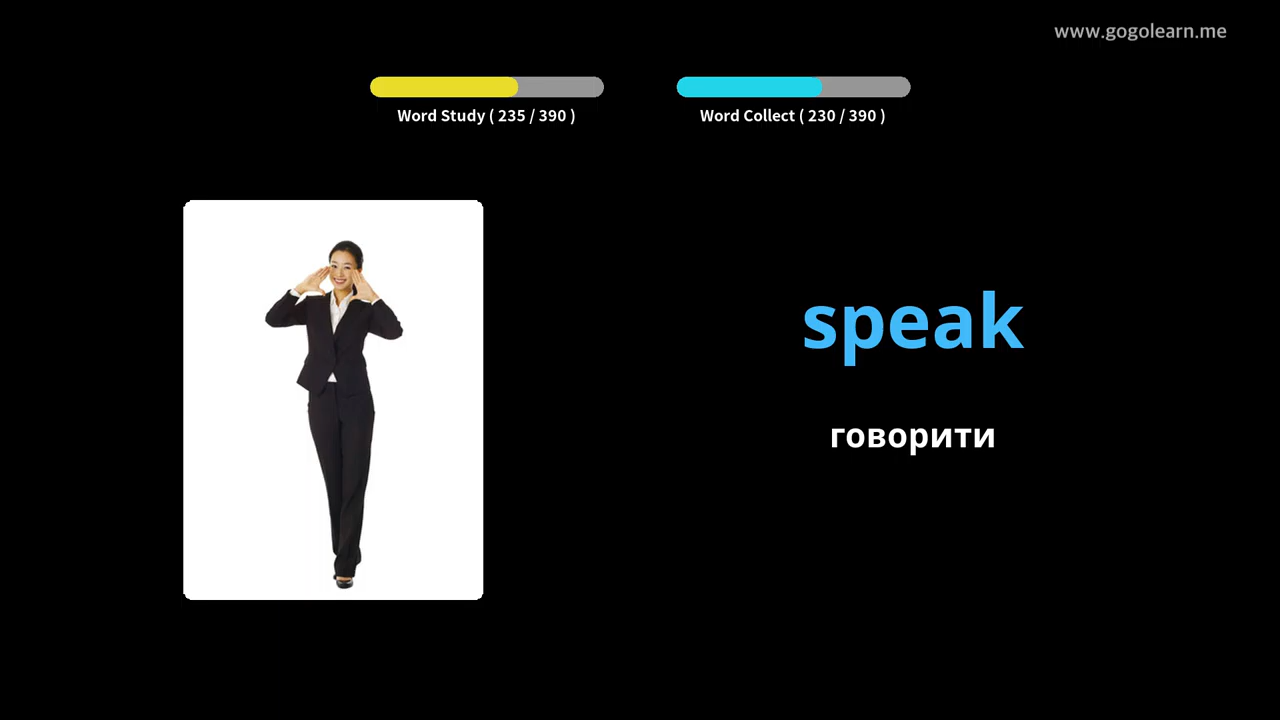 www.gogolearn.me
Word Study ( 235 / 390 )
Word Collect ( 230 / 390 )
speak
говорити